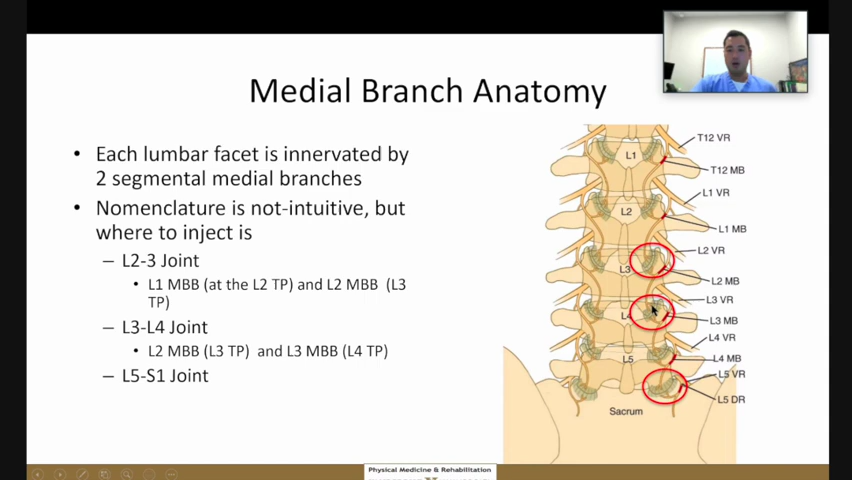 Medial Branch Anatomy
• Each lumbar facet is innervated by
2 segmental medial branches
• Nomenclature is not-intuitive, but
where to inject is
– L2-3 Joint
• L1 MBB (at the L2 TP) and L2 MBB (L3
TP)
– L3-L4 Joint
• L2 MBB (L3 TP) and L3 MBB (L4 TP)
– L5-S1 Joint
L1
T12 VR
T12 MB
L1 VR
L2
L1 MB
L2 VR
L3
L2 MB
L3 VR
L4
L3 MB
L4 VR
L5
L4 MB
L5 VR
L5 DR
Sacrum
Physical Medicine & Rehabilitation